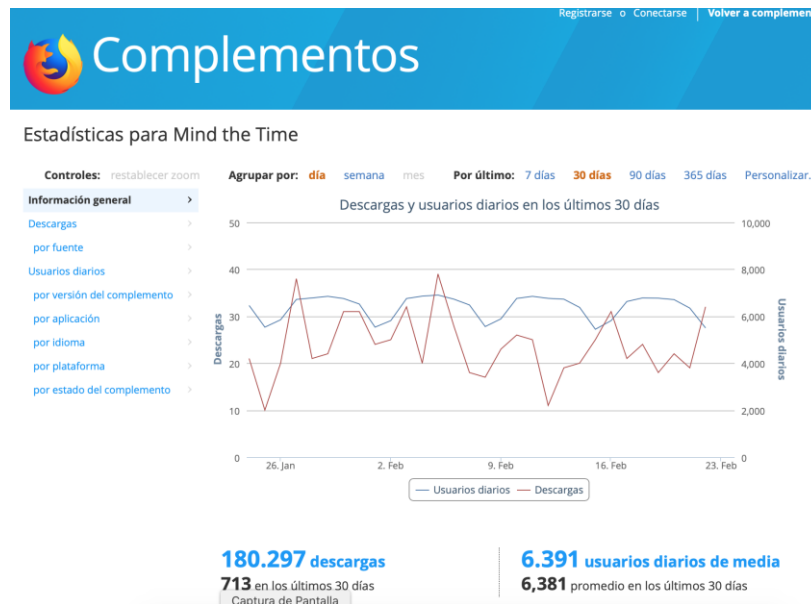 Registrarse o Conectarse | Volver a complemen
Complementos
Estadísticas para Mind the Time
Controles: restablecer zoom Agrupar por: día semana mes Por último: 7 días 30 días 90 días 365 días Personalizar.
Información general >
Descargas >
por fuente >
Usuarios diarios >
por versión del complemento >
por aplicación >
por idioma >
por plataforma >
por estado del complemento >
Descargas y usuarios diarios en los últimos 30 días
50 10,000
40 8,000
30 6,000
20 4,000
10 2,000
0 0
Descargas
Usuarios diarios
26. Jan 2. Feb 9. Feb 16. Feb 23. Feb
Usuarios diarios Descargas
180.297 descargas
713 en los últimos 30 días
Captura de Pantalla
6.391 usuarios diarios de media
6,381 promedio en los últimos 30 días